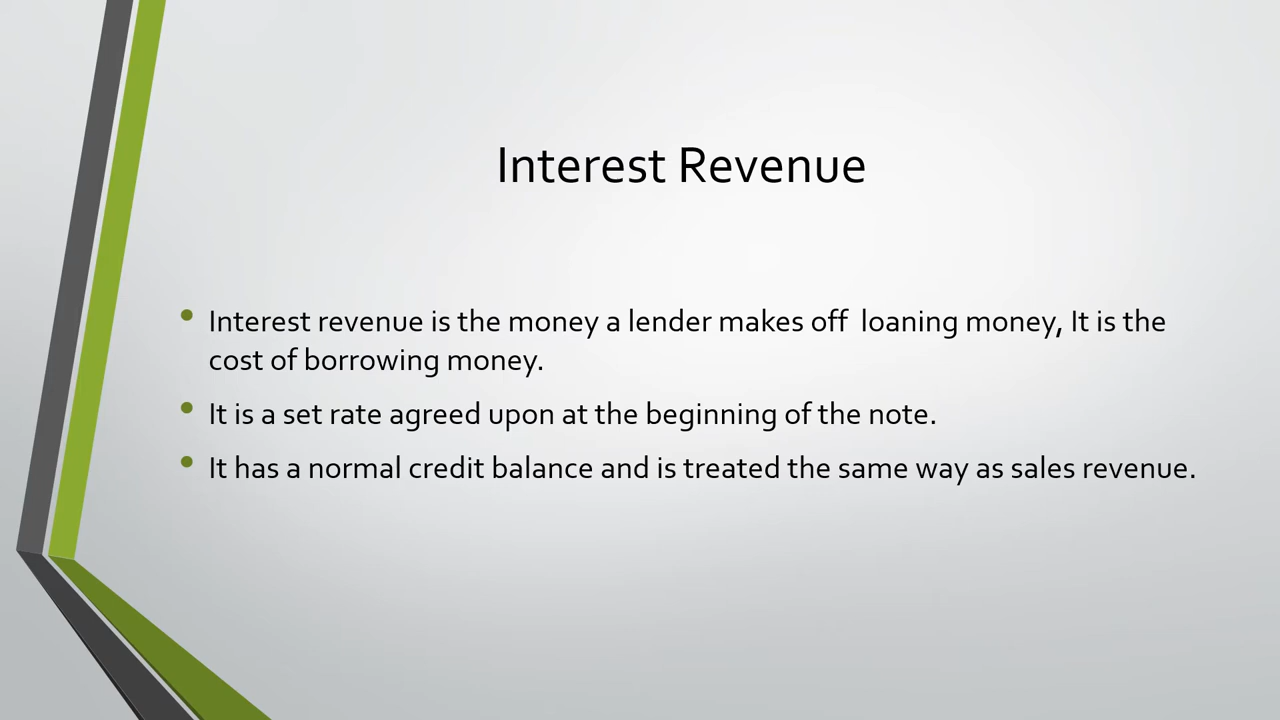 Interest Revenue
• Interest revenue is the money a lender makes off  loaning money, It is the
cost of borrowing money.
• It is a set rate agreed upon at the beginning of the note.
• It has a normal credit balance and is treated the same way as sales revenue.